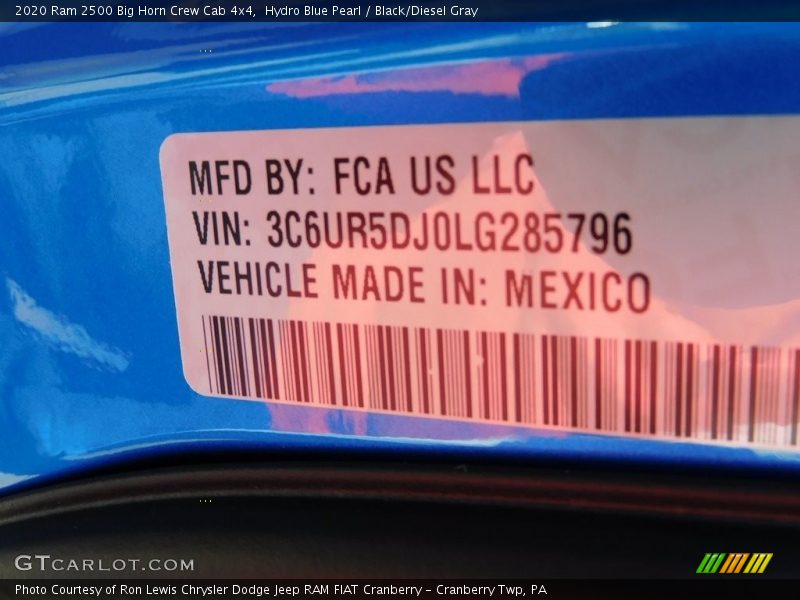 2020 Ram 2500 Big Horn Crew Cab 4x4,  Hydro Blue Pearl / Black/Diesel Gray
MFD BY: FCA US LLC
VIN: 3C6UR5DJ0LG285796
VEHICLE MADE IN: MEXICO
GTCARLOT.COM
Photo Courtesy of Ron Lewis Chrysler Dodge Jeep RAM FIAT Cranberry - Cranberry Twp, PA